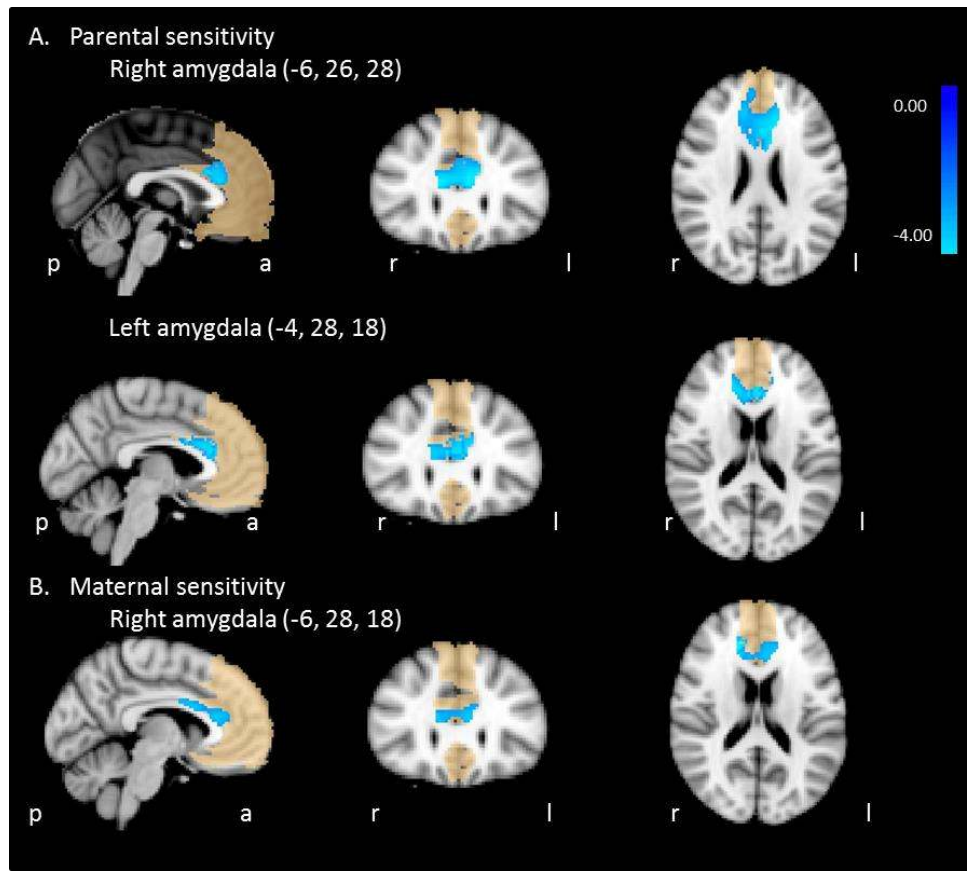 A. Parental sensitivity
Right amygdala (-6, 26, 28)
0.00
-4.00
p a r l r l
Left amygdala (-4, 28, 18)
p a r l r l
B. Maternal sensitivity
Right amygdala (-6, 28, 18)
p a r l r l